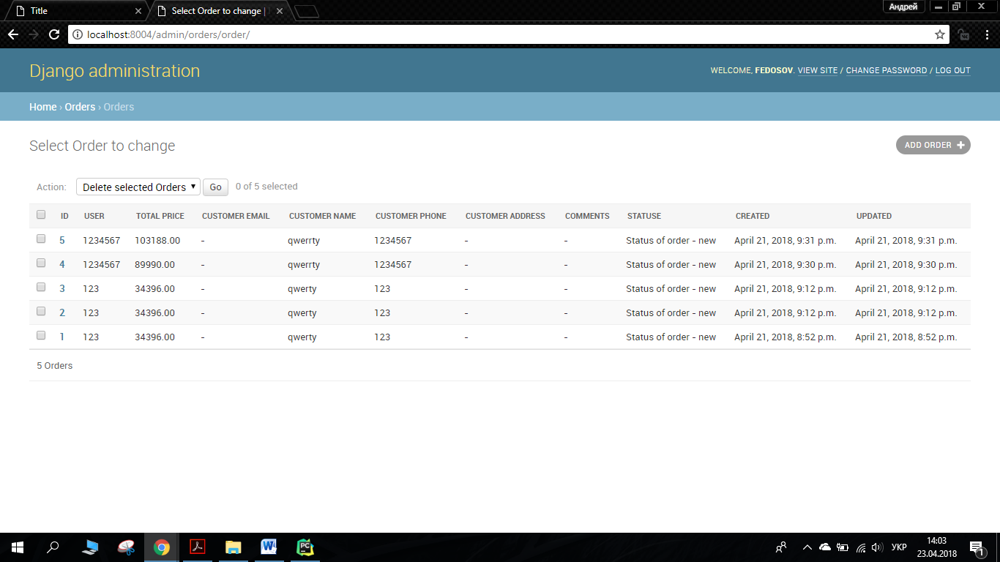 Title
Select Order to change |
Андрей
localhost:8004/admin/orders/order/
Django administration
WELCOME, FEDOSOV. VIEW SITE / CHANGE PASSWORD / LOG OUT
Home › Orders › Orders
Select Order to change
ADD ORDER +
Action: Delete selected Orders Go 0 of 5 selected
ID USER TOTAL PRICE CUSTOMER EMAIL CUSTOMER NAME CUSTOMER PHONE CUSTOMER ADDRESS COMMENTS STATUSE CREATED UPDATED
5 1234567 103188.00 - qwerrty 1234567 - - Status of order - new April 21, 2018, 9:31 p.m. April 21, 2018, 9:31 p.m.
4 1234567 89990.00 - qwerrty 1234567 - - Status of order - new April 21, 2018, 9:30 p.m. April 21, 2018, 9:30 p.m.
3 123 34396.00 - qwerty 123 - - Status of order - new April 21, 2018, 9:12 p.m. April 21, 2018, 9:12 p.m.
2 123 34396.00 - qwerty 123 - - Status of order - new April 21, 2018, 9:12 p.m. April 21, 2018, 9:12 p.m.
1 123 34396.00 - qwerty 123 - - Status of order - new April 21, 2018, 8:52 p.m. April 21, 2018, 8:52 p.m.
5 Orders
W
PC
УКР
14:03
23.04.2018
1